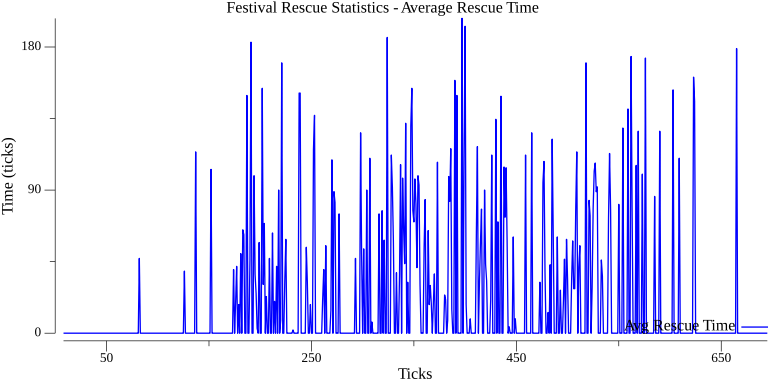 Festival Rescue Statistics - Average Rescue Time
180
90
0
Time (ticks)
Avg Rescue Time
50
250
450
650
Ticks